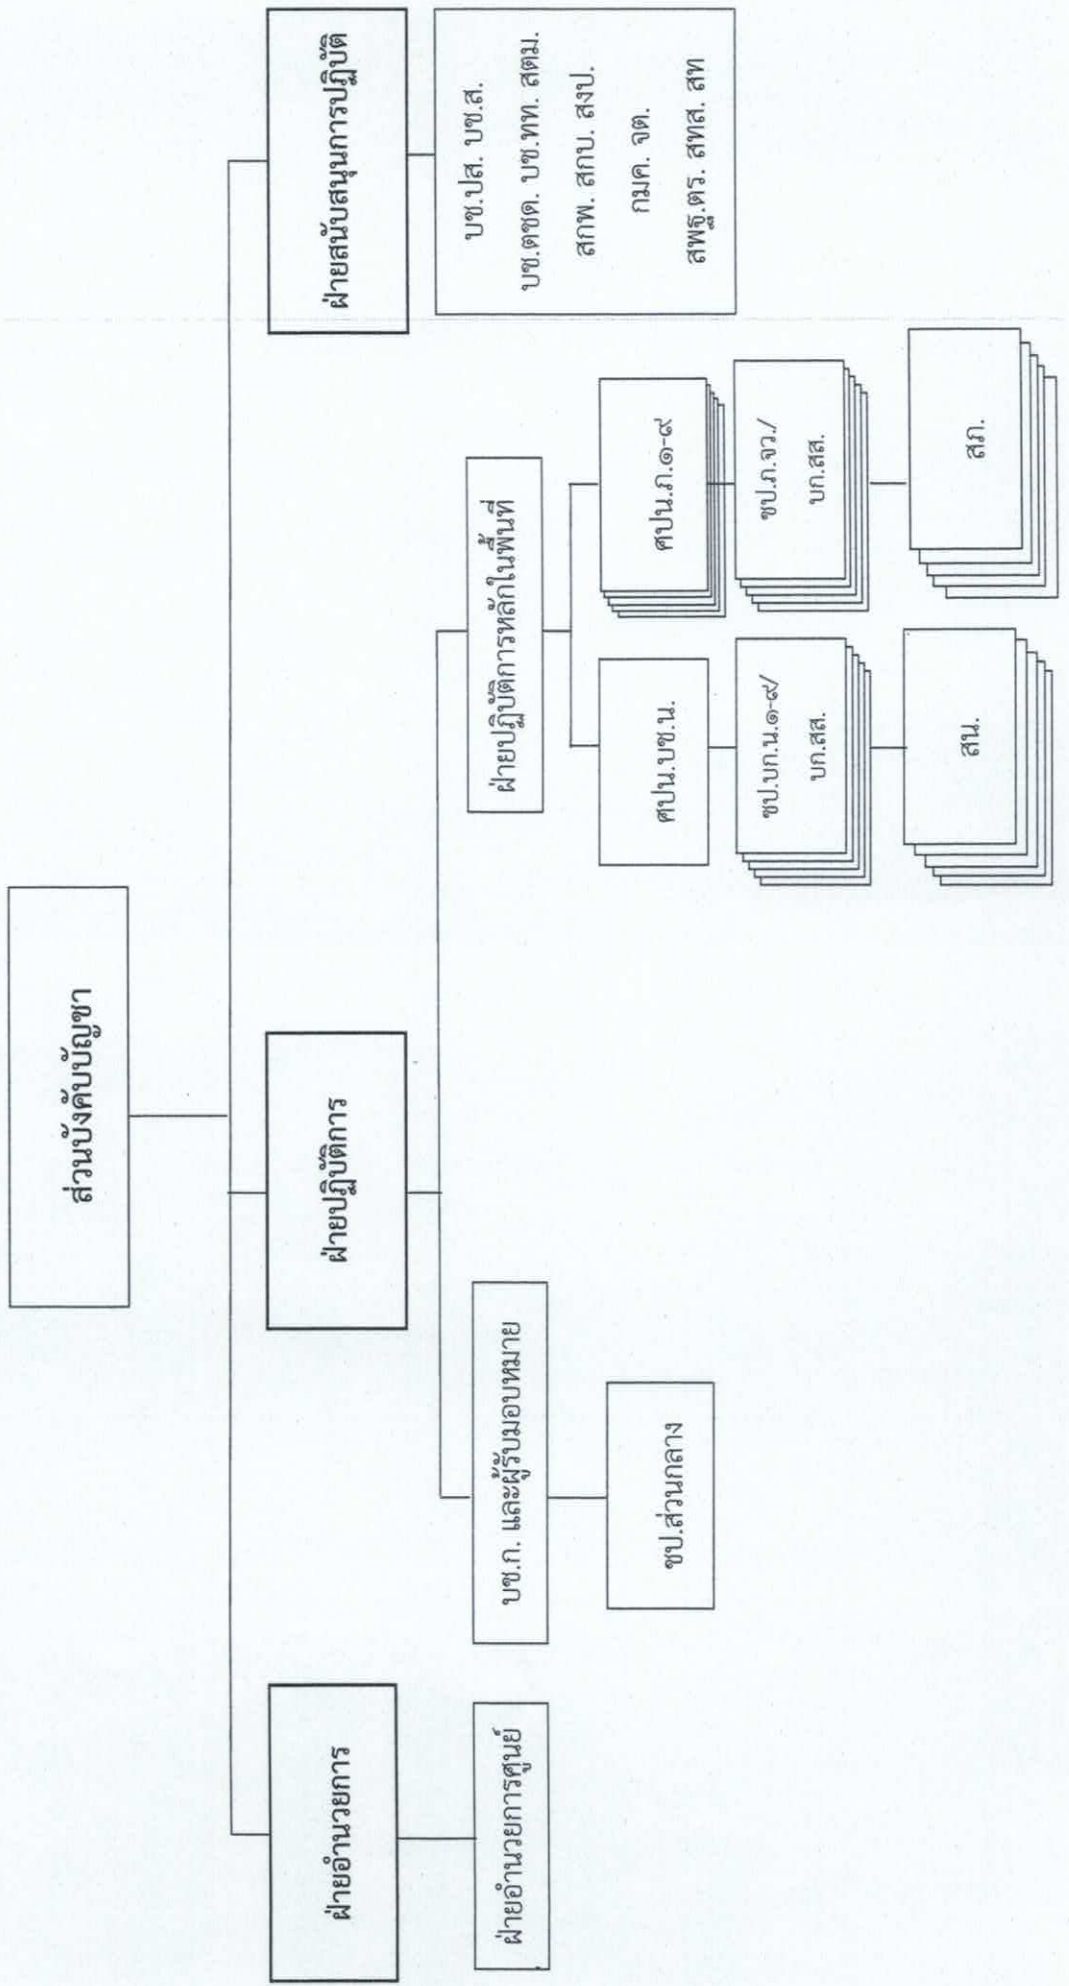 ส่วนบังคับบัญชา
ฝ่ายอำนวยการ
ฝ่ายอำนวยการศูนย์
ฝ่ายปฏิบัติการ
บช.ก. และผู้รับมอบหมาย
ชป.ส่วนกลาง
ฝ่ายปฏิบัติการหลักในพื้นที่
ศปน.บช.น.
ชป.บก.น.๑-๙/
บก.สส.
สน.
ศปน.ภ.๑-๙
ชป.ภ.จว./
บก.สส.
สภ.
ฝ่ายสนับสนุนการปฏิบัติ
บช.ปส. บช.ส.
บช.ตชด. บช.ทท. สตม.
สกพ. สกบ. สงป.
กมค. จต.
สพฐ.ตร. สทส. สท